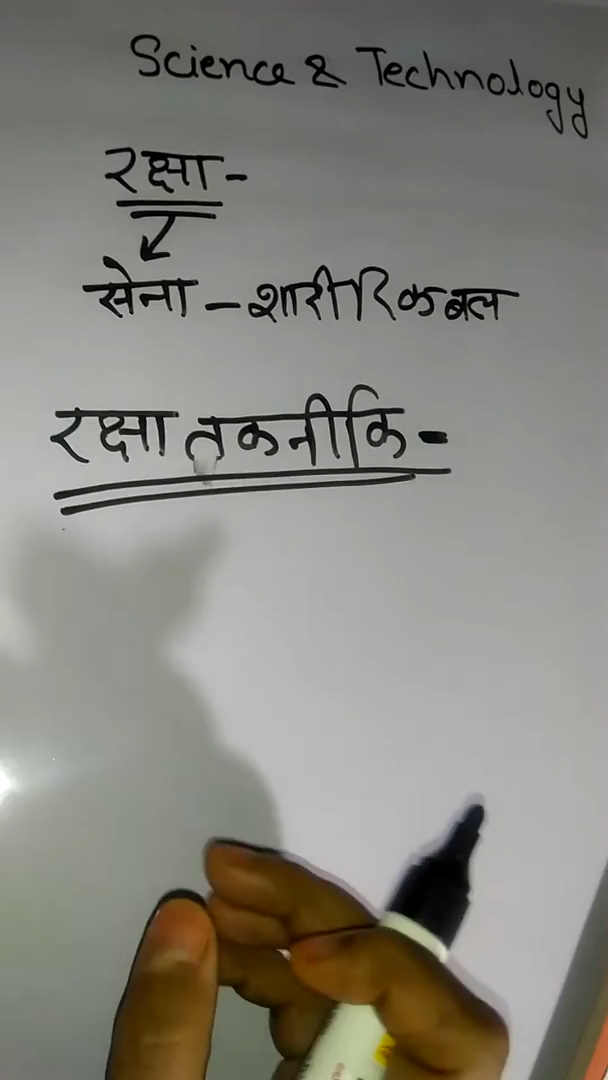 Science & Technology
रक्षा-
सेना - शारीरिक बल
रक्षा तकनीकि -